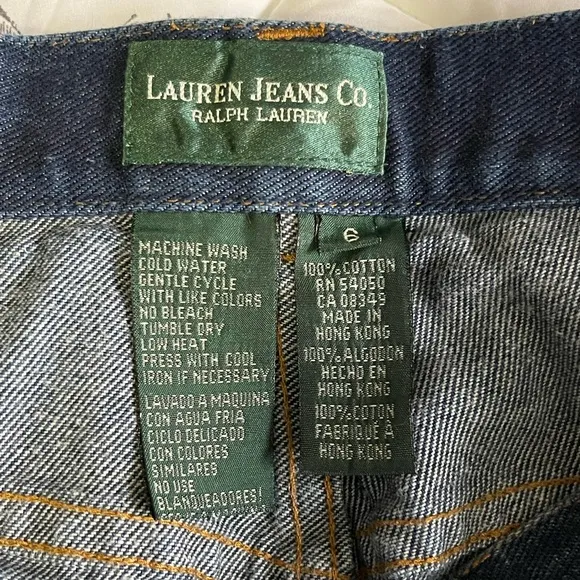 LAUREN JEANS CO.
RALPH LAUREN
MACHINE WASH
COLD WATER
GENTLE CYCLE
WITH LIKE COLORS
NO BLEACH
TUMBLE DRY
LOW HEAT
PRESS WITH COOL
IRON IF NECESSARY
LAVADO A MAQUINA
CON AGUA FRIA
CICLO DELICADO
CON COLORES
SIMILARES
NO USE
BLANQUEADORES!
6
100% COTTON
RN 54050
CA 08349
MADE IN
HONG KONG
100% ALGODON
HECHO EN
HONG KONG
100% COTON
FABRIQUÉ À
HONG KONG